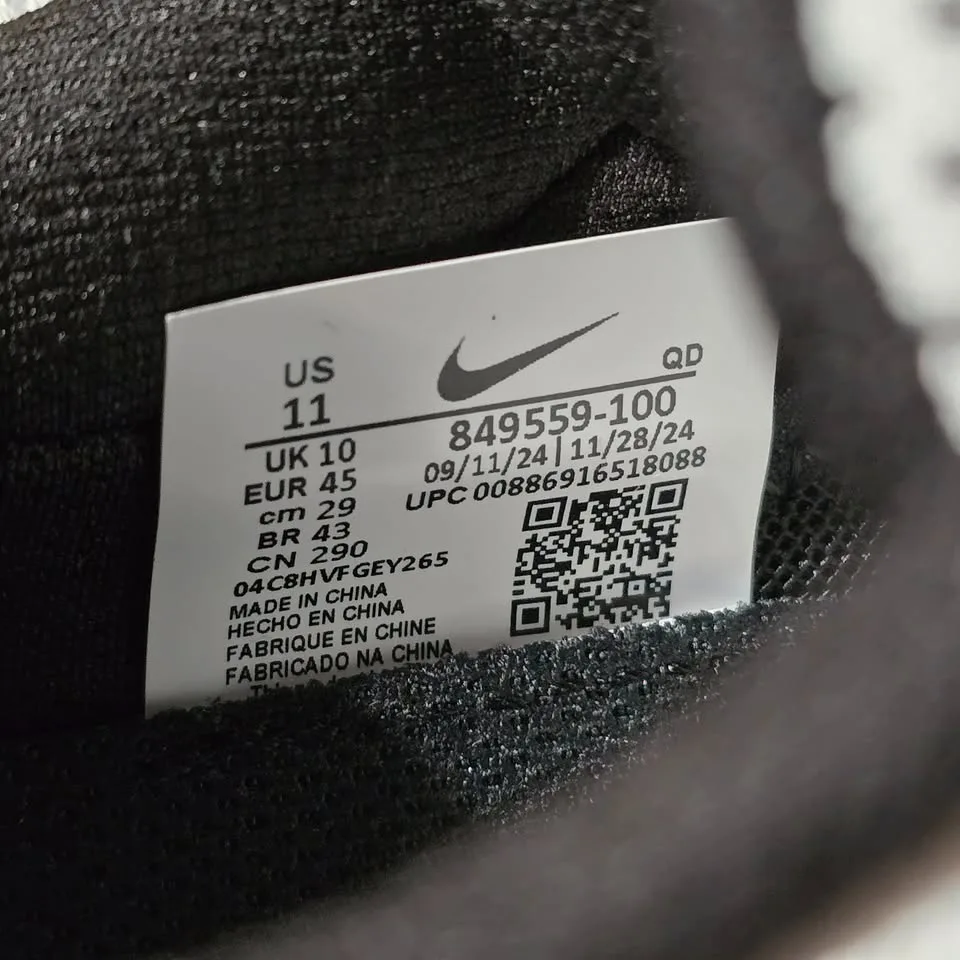 US
11
QD
849559-100
09/11/24 | 11/28/24
UPC 00886916518088
UK 10
EUR 45
cm 29
BR 43
CN 290
04C8HVFGEY265
MADE IN CHINA
HECHO EN CHINA
FABRIQUE EN CHINE
FABRICADO NA CHINA